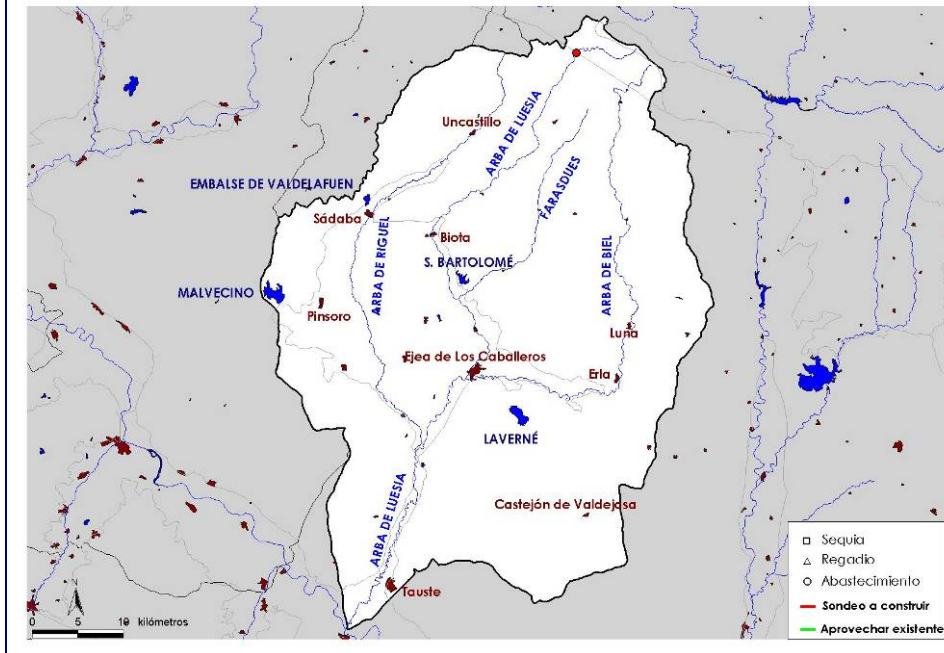 Uncastillo
ARBA DE LUESIA
EMBALSE DE VALDELAFUEN
FARASDUES
Sádaba
Biota
ARBA DE RIGUEL
S. BARTOLOMÉ
ARBA DE BIEL
MALVECINO
Pinsoro
Luna
Ejea de Los Caballeros
Erla
LAVERNÉ
ARBA DE LUESIA
Castejón de Valdejasa
Tauste
Sequia
Regadio
Abastecimiento
Sondeo a construir
Aprovechar existente
0 5 10 kilómetros